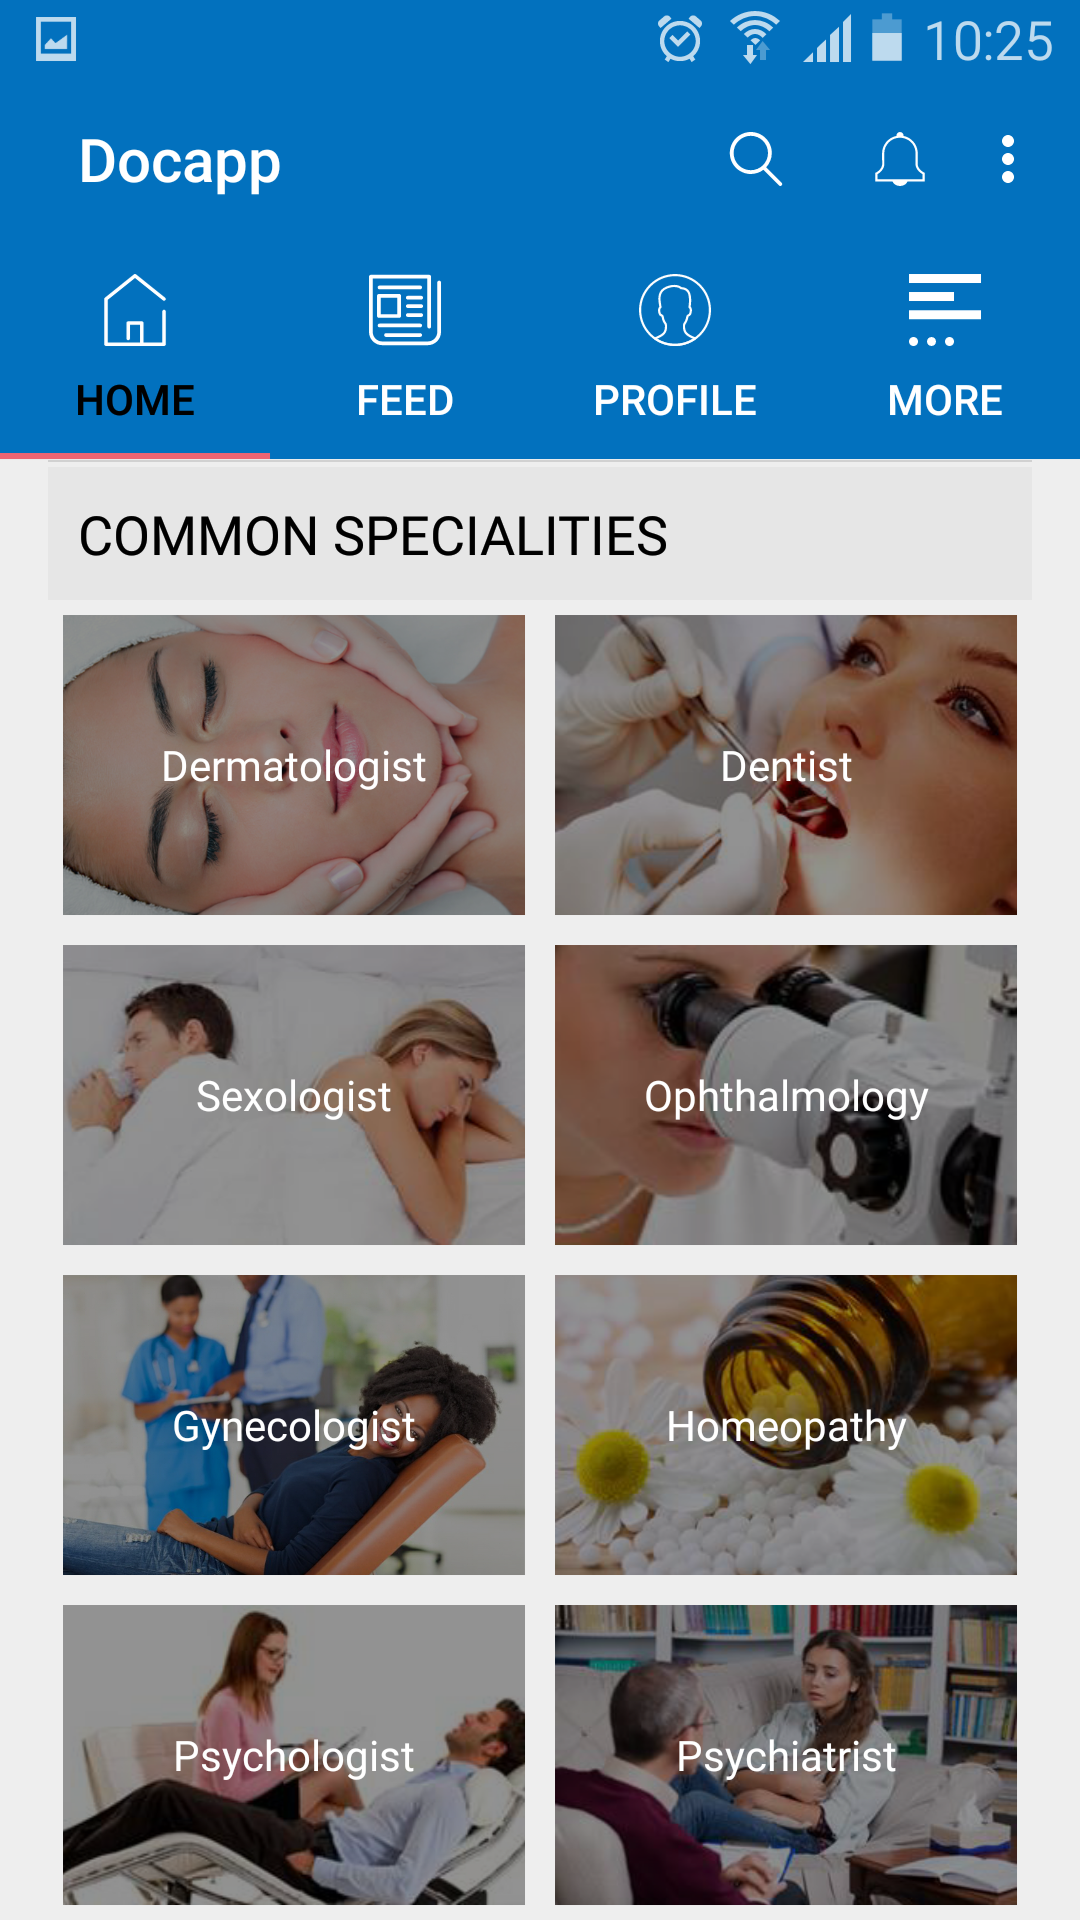 10:25
Docapp
HOME
FEED
PROFILE
MORE
COMMON SPECIALITIES
Dermatologist
Dentist
Sexologist
Ophthalmology
Gynecologist
Homeopathy
Psychologist
Psychiatrist